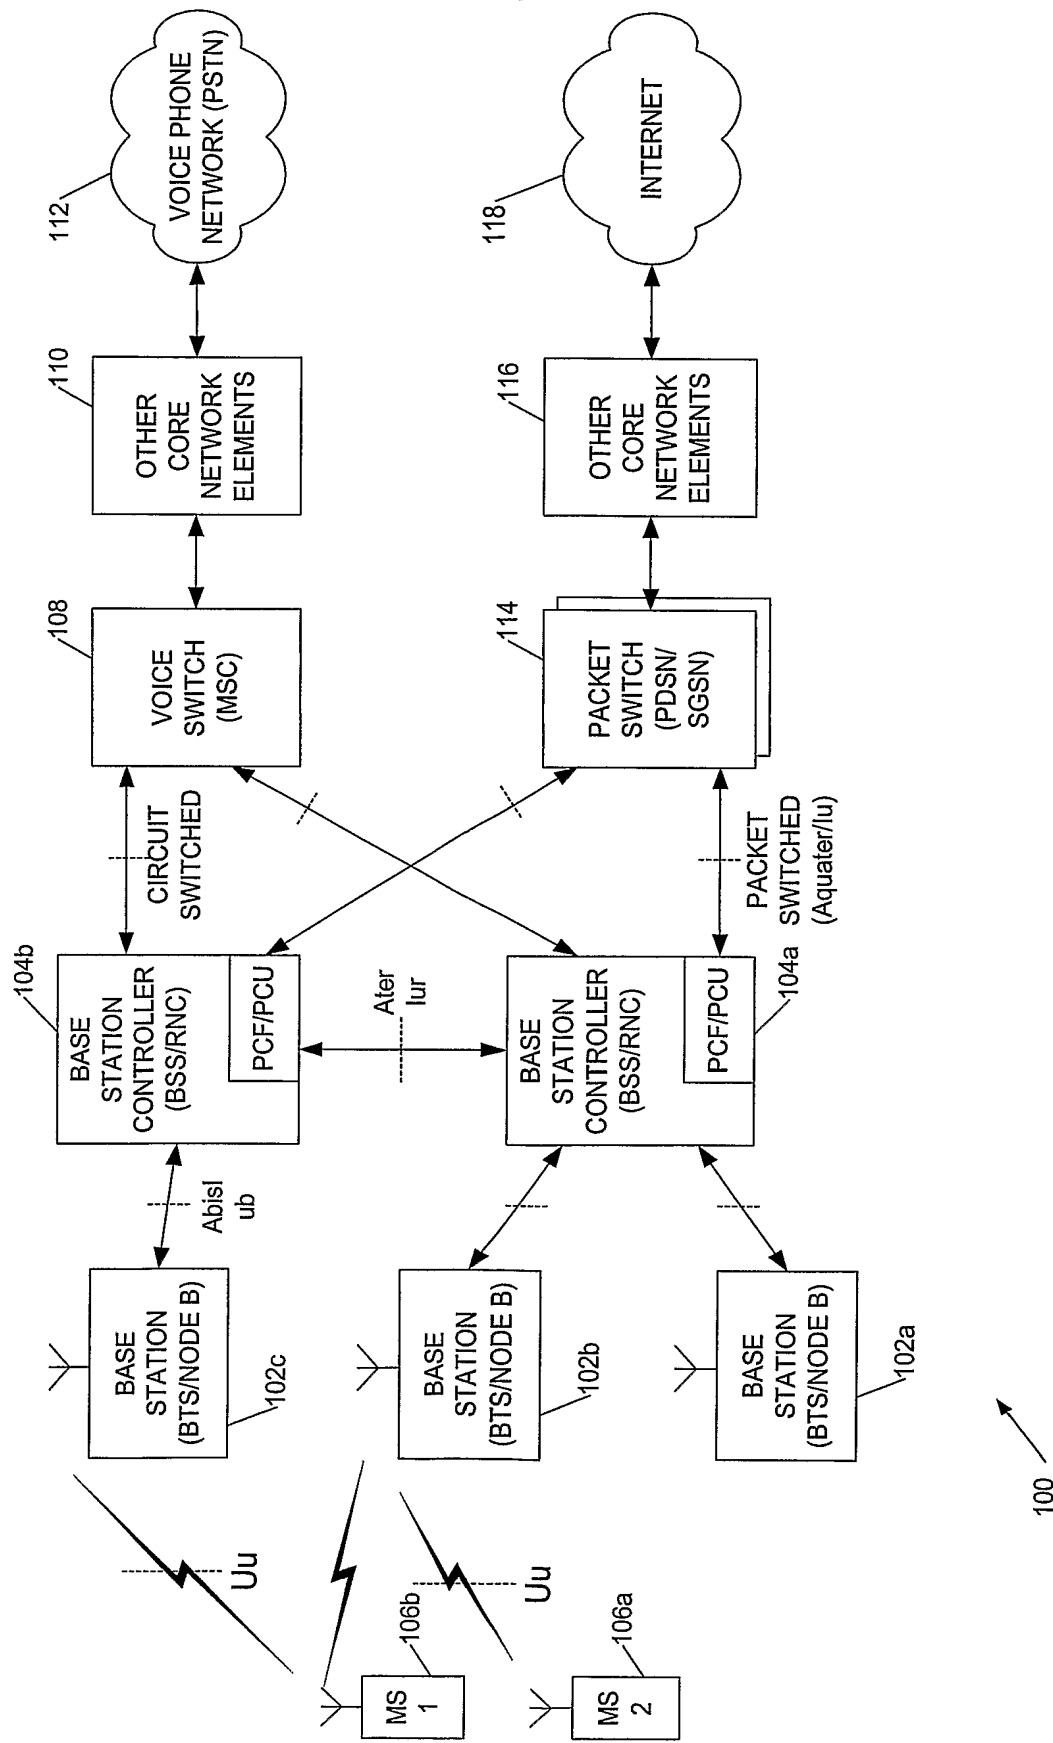 112
VOICE PHONE
NETWORK (PSTN)
118
INTERNET
110
OTHER
CORE
NETWORK
ELEMENTS
116
OTHER
CORE
NETWORK
ELEMENTS
108
VOICE
SWITCH
(MSC)
114
PACKET
SWITCH
(PDSN/
SGSN)
CIRCUIT
SWITCHED
PACKET
SWITCHED
(Aquater/Iu)
104b
BASE
STATION
CONTROLLER
(BSS/RNC)
PCF/PCU
Ater
Iur
BASE
STATION
CONTROLLER
(BSS/RNC)
PCF/PCU
104a
AbisI
ub
BASE
STATION
(BTS/NODE B)
102c
BASE
STATION
(BTS/NODE B)
102b
BASE
STATION
(BTS/NODE B)
102a
Uu
Uu
106b
MS
1
106a
MS
2
100